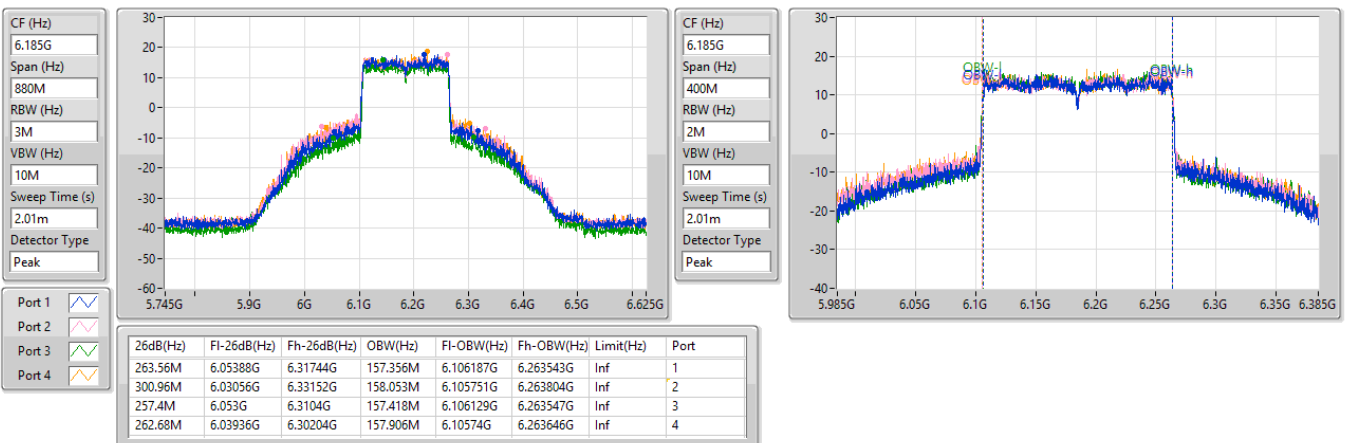 CF (Hz)
6.185G
Span (Hz)
880M
RBW (Hz)
3M
VBW (Hz)
10M
Sweep Time (s)
2.01m
Detector Type
Peak
30
20
10
0
-10
-20
-30
-40
-50
-60
5.745G 5.9G 6G 6.1G 6.2G 6.3G 6.4G 6.5G 6.625G
CF (Hz)
6.185G
Span (Hz)
400M
RBW (Hz)
2M
VBW (Hz)
10M
Sweep Time (s)
2.01m
Detector Type
Peak
30
20
10
0
-10
-20
-30
-40
OBW-l
OBW-h
5.985G 6.05G 6.1G 6.15G 6.2G 6.25G 6.3G 6.35G 6.385G
Port 1
Port 2
Port 3
Port 4
26dB(Hz) Fl-26dB(Hz) Fh-26dB(Hz) OBW(Hz) Fl-OBW(Hz) Fh-OBW(Hz) Limit(Hz) Port
263.56M 6.05388G 6.31744G 157.356M 6.106187G 6.263543G Inf 1
300.96M 6.03056G 6.33152G 158.053M 6.105751G 6.263804G Inf 2
257.4M 6.053G 6.3104G 157.418M 6.106129G 6.263547G Inf 3
262.68M 6.03936G 6.30204G 157.906M 6.10574G 6.263646G Inf 4